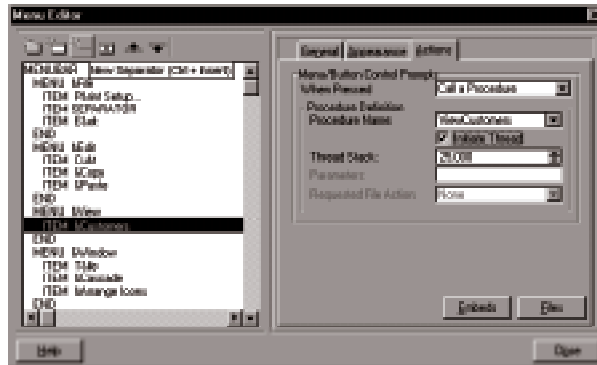 Menu Editor
MENUBAR New Separator (Ctrl + Insert)
MENU &File
ITEM P&rint Setup...
ITEM SEPARATOR
ITEM E&xit
END
MENU &Edit
ITEM Cu&t
ITEM &Copy
ITEM &Paste
END
MENU &View
ITEM &Customers
END
MENU &Window
ITEM T&ile
ITEM &Cascade
ITEM &Arrange Icons
END
General Appearance Actions
Menu/Button Control Prompts
When Pressed Call a Procedure
Procedure Definition
Procedure Name: ViewCustomers
Initiate Thread
Thread Stack: 25,000
Parameters:
Requested File Action: None
Embeds Files
Help Close